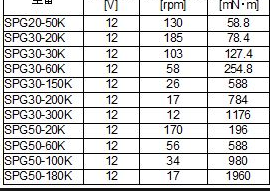 [V] [rpm] [mN・m]
SPG20-50K 12 130 58.8
SPG30-20K 12 185 78.4
SPG30-30K 12 103 127.4
SPG30-60K 12 58 254.8
SPG30-150K 12 26 588
SPG30-200K 12 17 784
SPG30-300K 12 12 1176
SPG50-20K 12 170 196
SPG50-60K 12 56 588
SPG50-100K 12 34 980
SPG50-180K 12 17 1960